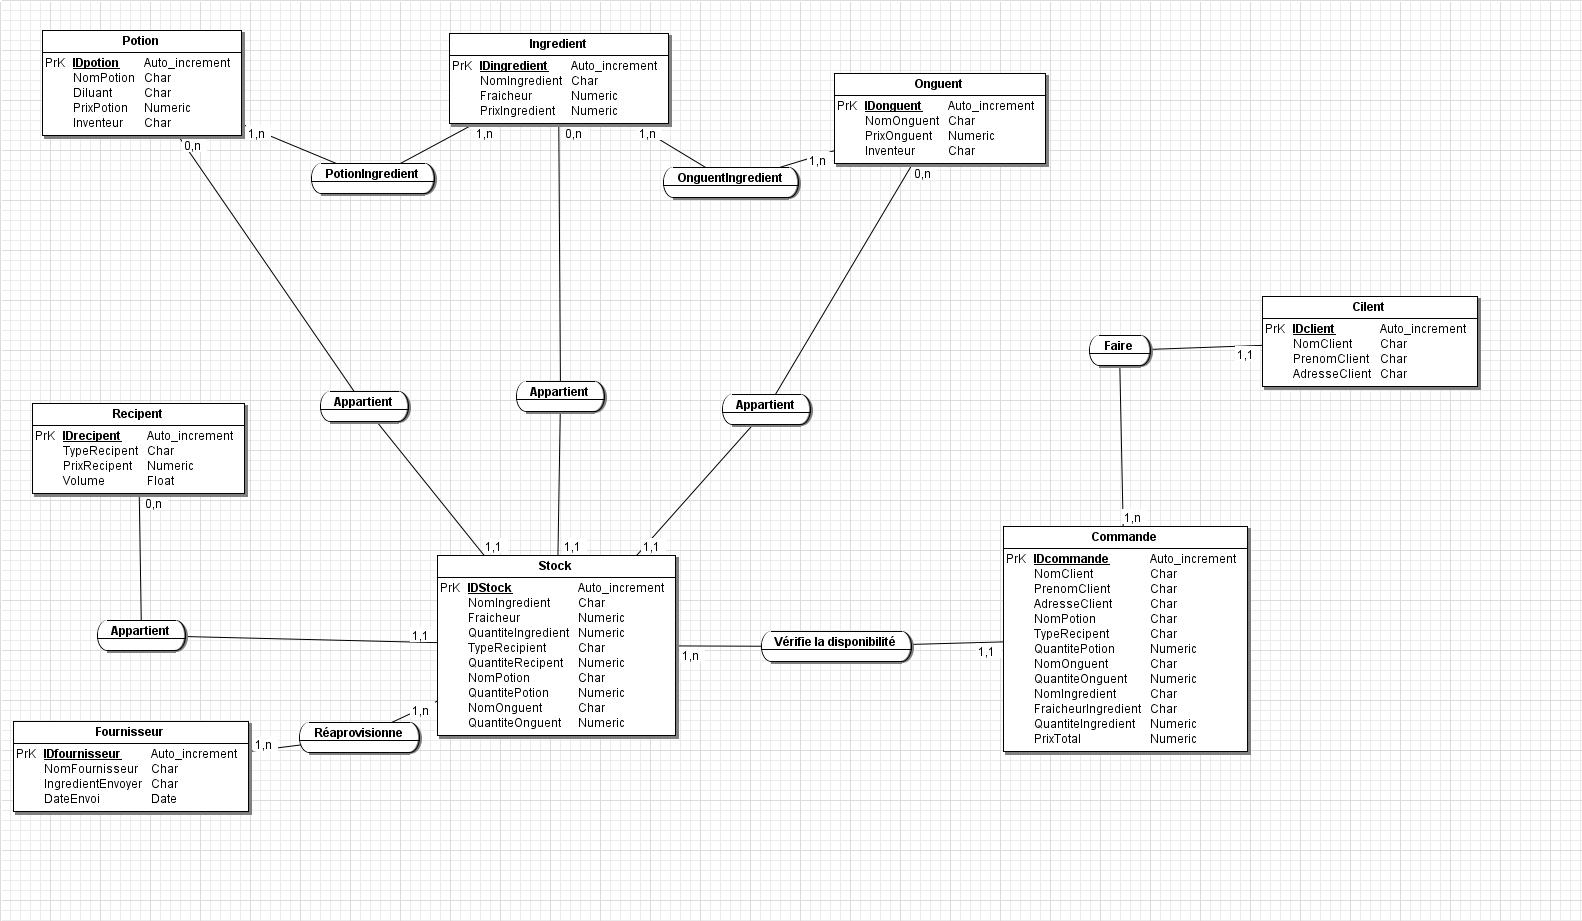 Potion
PrK IDpotion Auto_increment
NomPotion Char
Diluant Char
PrixPotion Numeric
Inventeur Char
0,n
1,n
PotionIngredient
Ingredient
PrK IDingredient Auto_increment
NomIngredient Char
Fraicheur Numeric
PrixIngredient Numeric
1,n
0,n
1,n
OnguentIngredient
1,n
Onguent
PrK IDonguent Auto_increment
NomOnguent Char
PrixOnguent Numeric
Inventeur Char
0,n
Cilent
PrK IDclient Auto_increment
NomClient Char
PrenomClient Char
AdresseClient Char
1,1
Faire
1,n
Appartient
Appartient
Appartient
Recipent
PrK IDrecipent Auto_increment
TypeRecipent Char
PrixRecipent Numeric
Volume Float
0,n
Appartient
1,1
1,1
1,1
1,1
Stock
PrK IDStock Auto_increment
NomIngredient Char
Fraicheur Numeric
QuantiteIngredient Numeric
TypeRecipient Char
QuantiteRecipent Numeric
NomPotion Char
QuantitePotion Numeric
NomOnguent Char
QuantiteOnguent Numeric
1,n
Vérifie la disponibilité
1,1
Commande
PrK IDcommande Auto_increment
NomClient Char
PrenomClient Char
AdresseClient Char
NomPotion Char
TypeRecipent Char
QuantitePotion Numeric
NomOnguent Char
QuantiteOnguent Numeric
NomIngredient Char
FraicheurIngredient Char
QuantiteIngredient Numeric
PrixTotal Numeric
Fournisseur
PrK IDfournisseur Auto_increment
NomFournisseur Char
IngredientEnvoyer Char
DateEnvoi Date
1,n
Réaprovisionne
1,n